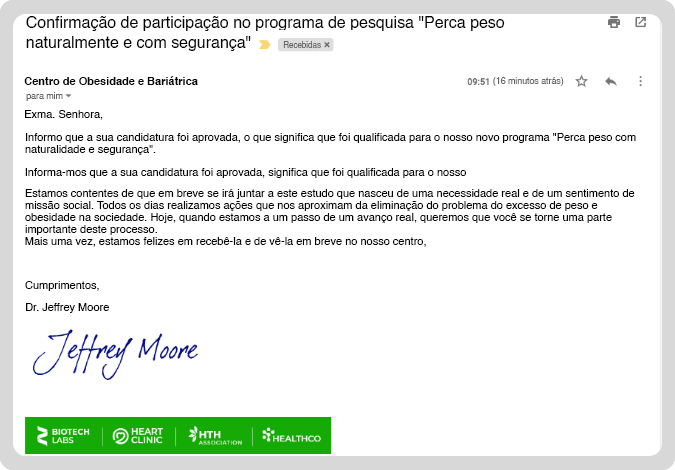 Confirmação de participação no programa de pesquisa "Perca peso
naturalmente e com segurança"
Recebidas ×
Centro de Obesidade e Bariátrica
09:51 (16 minutos atrás)
para mim
Exma. Senhora,
Informo que a sua candidatura foi aprovada, o que significa que foi qualificada para o nosso novo programa "Perca peso com
naturalidade e segurança".
Informa-mos que a sua candidatura foi aprovada, significa que foi qualificada para o nosso
Estamos contentes de que em breve se irá juntar a este estudo que nasceu de uma necessidade real e de um sentimento de
missão social. Todos os dias realizamos ações que nos aproximam da eliminação do problema do excesso de peso e
obesidade na sociedade. Hoje, quando estamos a um passo de um avanço real, queremos que você se torne uma parte
importante deste processo.
Mais uma vez, estamos felizes em recebê-la e de vê-la em breve no nosso centro,
Cumprimentos,
Dr. Jeffrey Moore
Jeffrey Moore
BIOTECH
LABS
HEART
CLINIC
HTH
ASSOCIATION
HEALTHCO